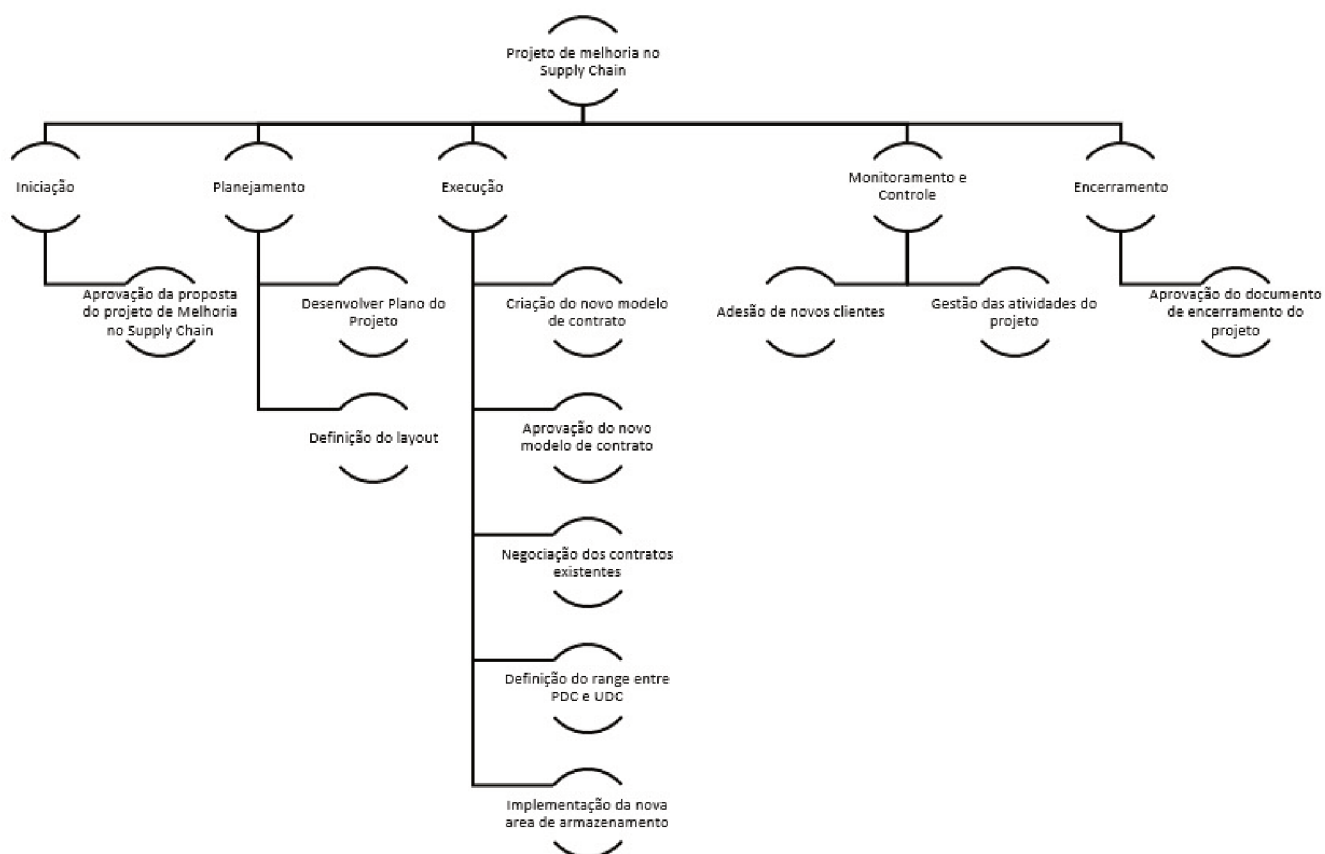 Projeto de melhoria no
Supply Chain
Iniciação
Planejamento
Execução
Monitoramento e
Controle
Encerramento
Aprovação da proposta
do projeto de Melhoria
no Supply Chain
Desenvolver Plano do
Projeto
Definição do layout
Criação do novo modelo
de contrato
Aprovação do novo
modelo de contrato
Negociação dos contratos
existentes
Definição do range entre
PDC e UDC
Implementação da nova
area de armazenamento
Adesão de novos clientes
Gestão das atividades do
projeto
Aprovação do documento
de encerramento do
projeto